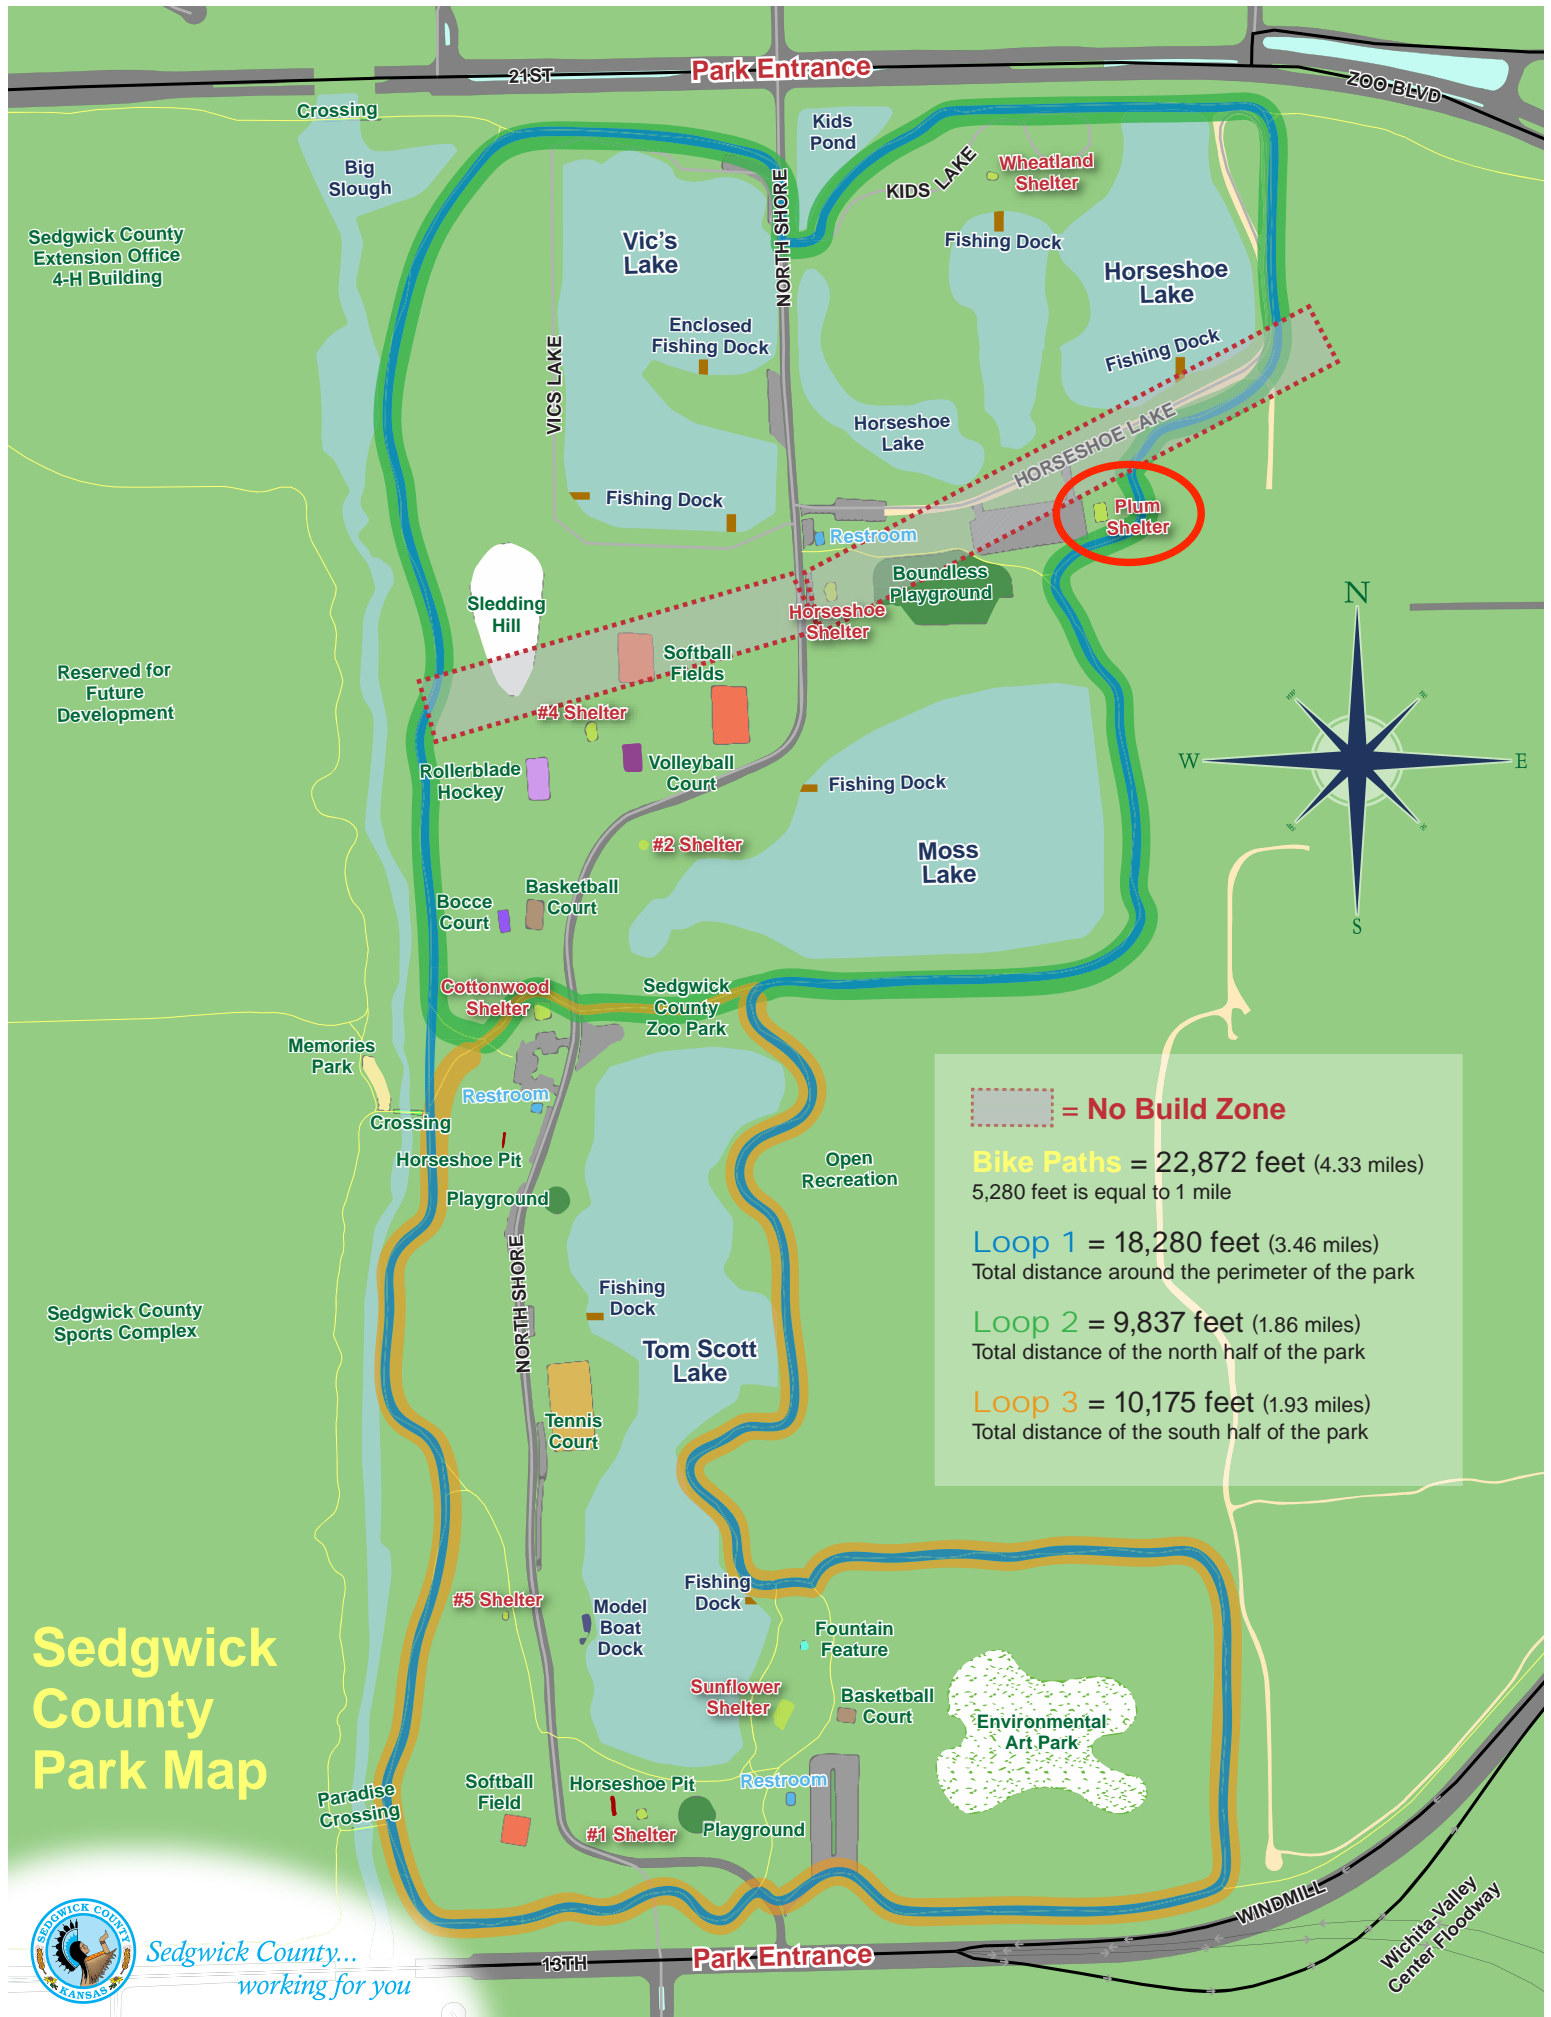 21ST
Park Entrance
ZOO BLVD
Crossing
Kids
Pond
Big
Slough
KIDS LAKE
Wheatland
Shelter
NORTH SHORE
Sedgwick County
Extension Office
4-H Building
Vic's
Lake
Fishing Dock
Horseshoe
Lake
Enclosed
Fishing Dock
Fishing Dock
VICS LAKE
Horseshoe
Lake
HORSESHOE LAKE
Fishing Dock
Plum
Shelter
Restroom
Boundless
Playground
Sledding
Hill
Horseshoe
Shelter
Softball
Fields
Reserved for
Future
Development
#4 Shelter
Rollerblade
Hockey
Volleyball
Court
Fishing Dock
N
W
E
S
#2 Shelter
Moss
Lake
Basketball
Court
Bocce
Court
Cottonwood
Shelter
Sedgwick
County
Zoo Park
Memories
Park
Restroom
Crossing
Horseshoe Pit
Playground
Open
Recreation
= No Build Zone
Bike Paths = 22,872 feet (4.33 miles)
5,280 feet is equal to 1 mile
Loop 1 = 18,280 feet (3.46 miles)
Total distance around the perimeter of the park
Loop 2 = 9,837 feet (1.86 miles)
Total distance of the north half of the park
Loop 3 = 10,175 feet (1.93 miles)
Total distance of the south half of the park
NORTH SHORE
Fishing
Dock
Sedgwick County
Sports Complex
Tom Scott
Lake
Tennis
Court
Fishing
Dock
#5 Shelter
Model
Boat
Dock
Fountain
Feature
Sunflower
Shelter
Basketball
Court
Environmental
Art Park
Sedgwick
County
Park Map
Paradise
Crossing
Softball
Field
Horseshoe Pit
Restroom
#1 Shelter
Playground
WINDMILL
Wichita-Valley
Center Floodway
13TH
Park Entrance
SEDGWICK COUNTY
KANSAS
Sedgwick County...
working for you